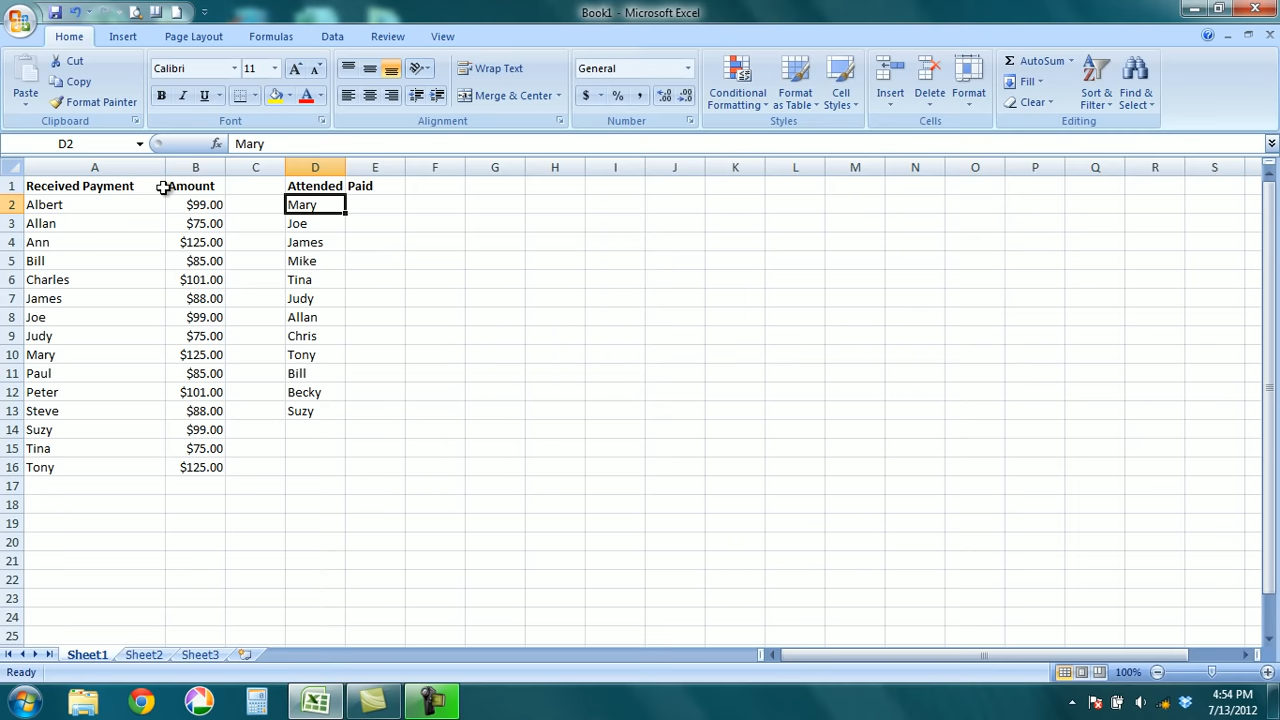 Book1 - Microsoft Excel
Home Insert Page Layout Formulas Data Review View
Paste Cut Copy Format Painter Clipboard
Calibri 11 A A B I U A Font
Wrap Text Merge & Center Alignment
General $ % , .0 .00 .00 .0 Number
Conditional Formatting Format as Table Cell Styles Styles
Insert Delete Format Cells
Σ AutoSum Fill Clear Sort & Filter Find & Select Editing
D2 fx Mary
A B C D E F G H I J K L M N O P Q R S
1 Received Payment Amount Attended Paid
2 Albert $99.00 Mary
3 Allan $75.00 Joe
4 Ann $125.00 James
5 Bill $85.00 Mike
6 Charles $101.00 Tina
7 James $88.00 Judy
8 Joe $99.00 Allan
9 Judy $75.00 Chris
10 Mary $125.00 Tony
11 Paul $85.00 Bill
12 Peter $101.00 Becky
13 Steve $88.00 Suzy
14 Suzy $99.00
15 Tina $75.00
16 Tony $125.00
17
18
19
20
21
22
23
24
25
Sheet1 Sheet2 Sheet3
Ready 100%
4:54 PM
7/13/2012